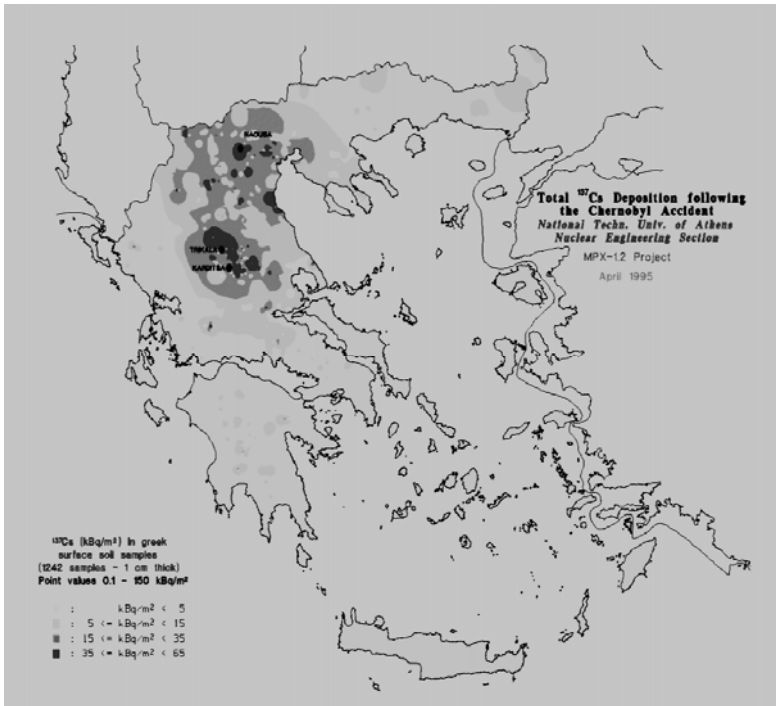 NAOUSA
Total ¹³⁷Cs Deposition following
the Chernobyl Accident
National Techn. Univ. of Athens
Nuclear Engineering Section
MPX-1.2 Project
April 1995
TRIKALA
KARDITSA
¹³⁷Cs (kBq/m²) in greek
surface soil samples
(1242 samples - 1 cm thick)
Point values 0.1 - 150 kBq/m²
: kBq/m² < 5
: 5 <= kBq/m² < 15
: 15 <= kBq/m² < 35
: 35 <= kBq/m² < 65